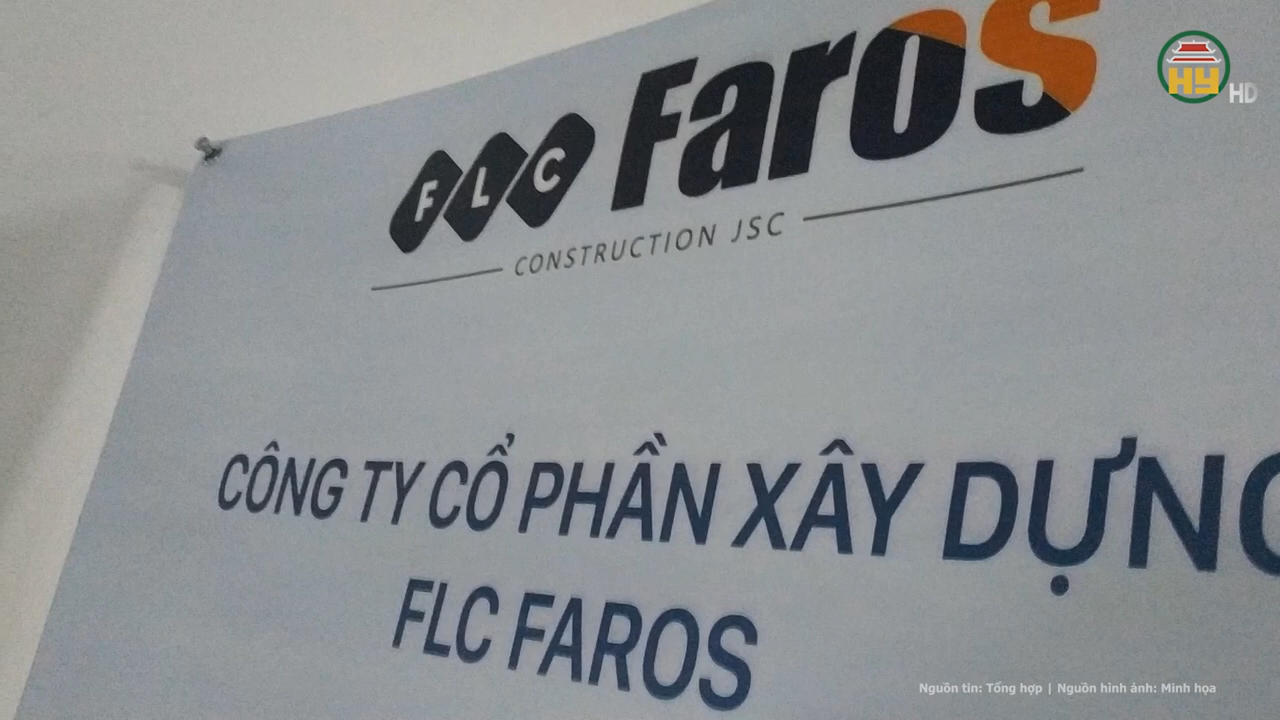 FLC Faros
CONSTRUCTION JSC
CÔNG TY CỔ PHẦN XÂY DỰNG
FLC FAROS
HY HD
Nguồn tin: Tổng hợp | Nguồn hình ảnh: Minh họa